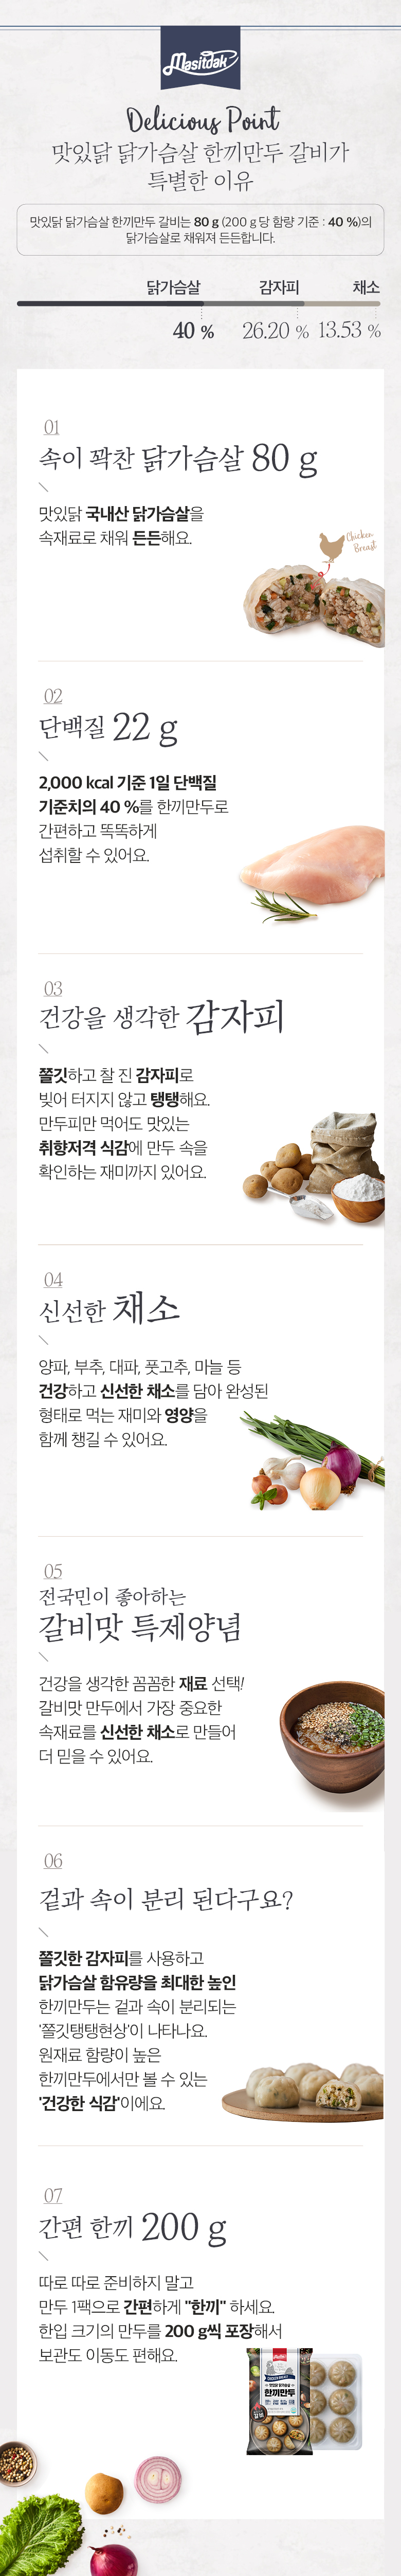 Masitdak
Delicious Point
맛있닭 닭가슴살 한끼만두 갈비가
특별한 이유
맛있닭 닭가슴살 한끼만두 갈비는 80 g (200 g 당 함량 기준 : 40 %)의
닭가슴살로 채워져 든든합니다.
닭가슴살 감자피 채소
40 % 26.20 % 13.53 %
01
속이 꽉찬 닭가슴살 80 g
맛있닭 국내산 닭가슴살을
속재료로 채워 든든해요.
Chicken
Breast
02
단백질 22 g
2,000 kcal 기준 1일 단백질
기준치의 40 %를 한끼만두로
간편하고 똑똑하게
섭취할 수 있어요.
03
건강을 생각한 감자피
쫄깃하고 찰 진 감자피로
빚어 터지지 않고 탱탱해요.
만두피만 먹어도 맛있는
취향저격 식감에 만두 속을
확인하는 재미까지 있어요.
04
신선한 채소
양파, 부추, 대파, 풋고추, 마늘 등
건강하고 신선한 채소를 담아 완성된
형태로 먹는 재미와 영양을
함께 챙길 수 있어요.
05
전국민이 좋아하는
갈비맛 특제양념
건강을 생각한 꼼꼼한 재료 선택!
갈비맛 만두에서 가장 중요한
속재료를 신선한 채소로 만들어
더 믿을 수 있어요.
06
겉과 속이 분리 된다구요?
쫄깃한 감자피를 사용하고
닭가슴살 함유량을 최대한 높인
한끼만두는 겉과 속이 분리되는
'쫄깃탱탱현상'이 나타나요.
원재료 함량이 높은
한끼만두에서만 볼 수 있는
'건강한 식감'이에요.
07
간편 한끼 200 g
따로 따로 준비하지 말고
만두 1팩으로 간편하게 "한끼" 하세요.
한입 크기의 만두를 200 g씩 포장해서
보관도 이동도 편해요.
맛있닭 닭가슴살
한끼만두
갈비